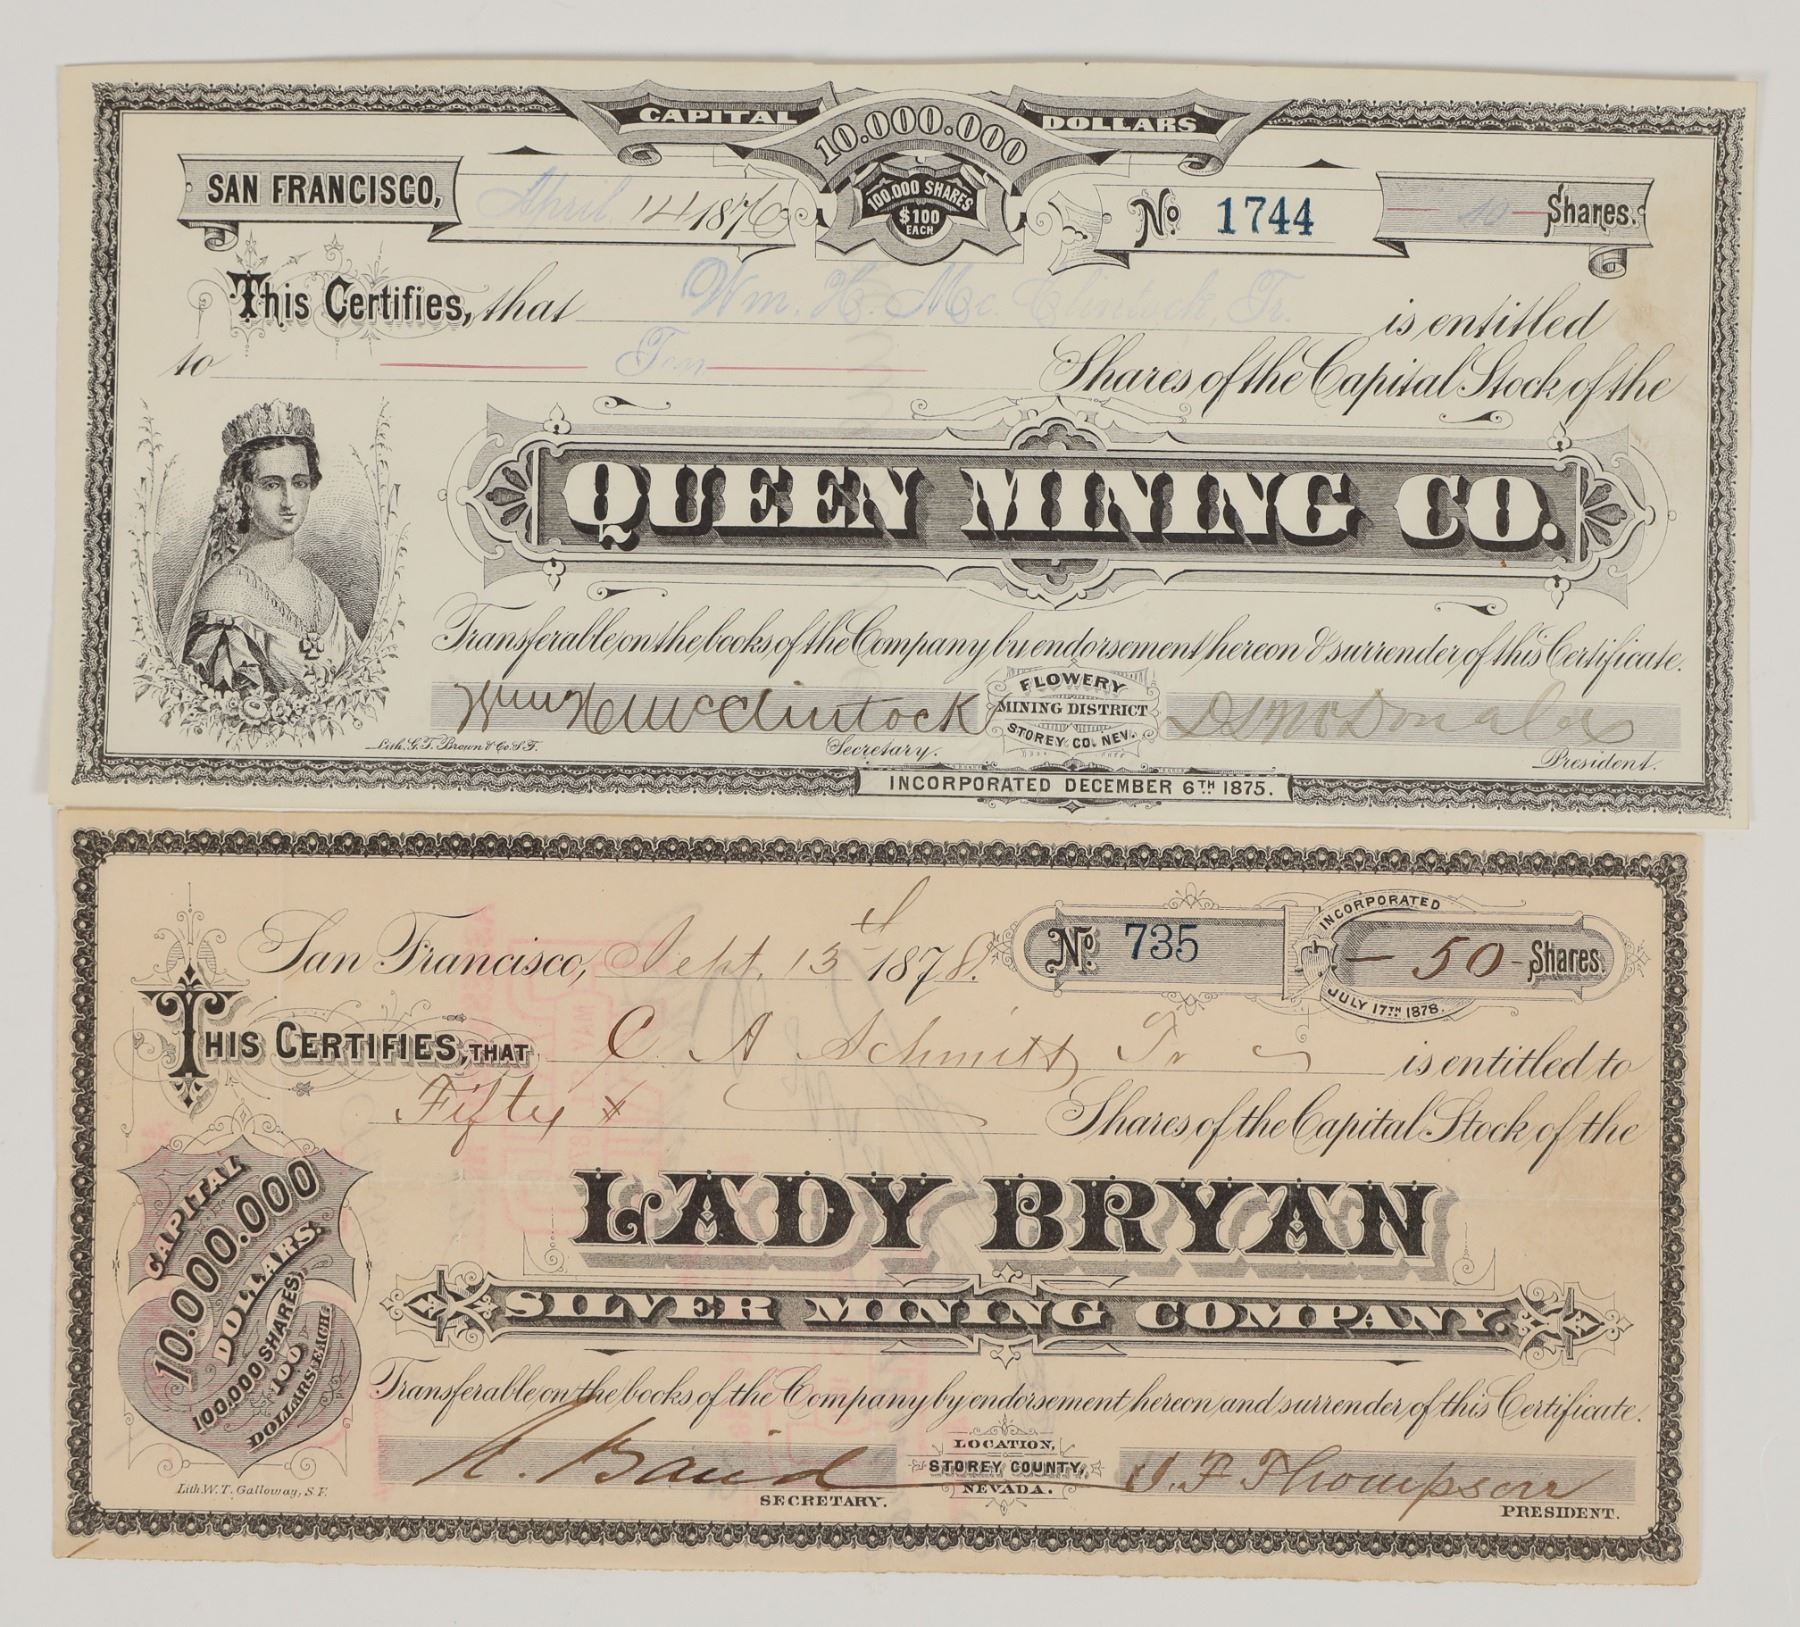 CAPITAL 10.000.000 DOLLARS
100.000 SHARES
$100
EACH
SAN FRANCISCO, April 14 1876
No 1744
10 Shares.
This Certifies, that Wm. H. McClintock, Tr. is entitled
to Ten Shares of the Capital Stock of the
QUEEN MINING CO.
Transferable on the books of the Company by endorsement hereon & surrender of this Certificate.
Wm H McClintock
Secretary.
FLOWERY
MINING DISTRICT
STOREY CO. NEV.
D S McDonald
President.
Lith. G. T. Brown & Co. S. F.
INCORPORATED DECEMBER 6TH 1875.
San Francisco, Sept. 13th 1878.
No. 735
INCORPORATED
JULY 17TH 1878.
- 50 - Shares.
THIS CERTIFIES, THAT C. A. Schmitt Tr is entitled to
Fifty x Shares of the Capital Stock of the
LADY BRYAN
SILVER MINING COMPANY.
CAPITAL
10.000.000
DOLLARS.
100.000 SHARES
100
DOLLARS EACH
Transferable on the books of the Company by endorsement hereon and surrender of this Certificate.
Baird
SECRETARY.
LOCATION,
STOREY COUNTY,
NEVADA.
F Thompson
PRESIDENT.
Lith. W. T. Galloway, S. F.